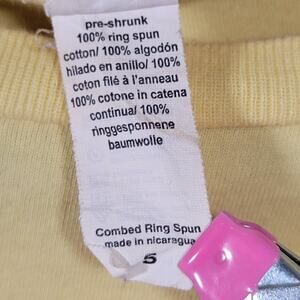 pre-shrunk
100% ring spun
cotton/ 100% algodón
hilado en anillo/ 100%
coton filé à l'anneau
100% cotone in catena
continua/ 100%
ringgesponnene
baumwolle
Combed Ring Spun
made in nicaragua
5